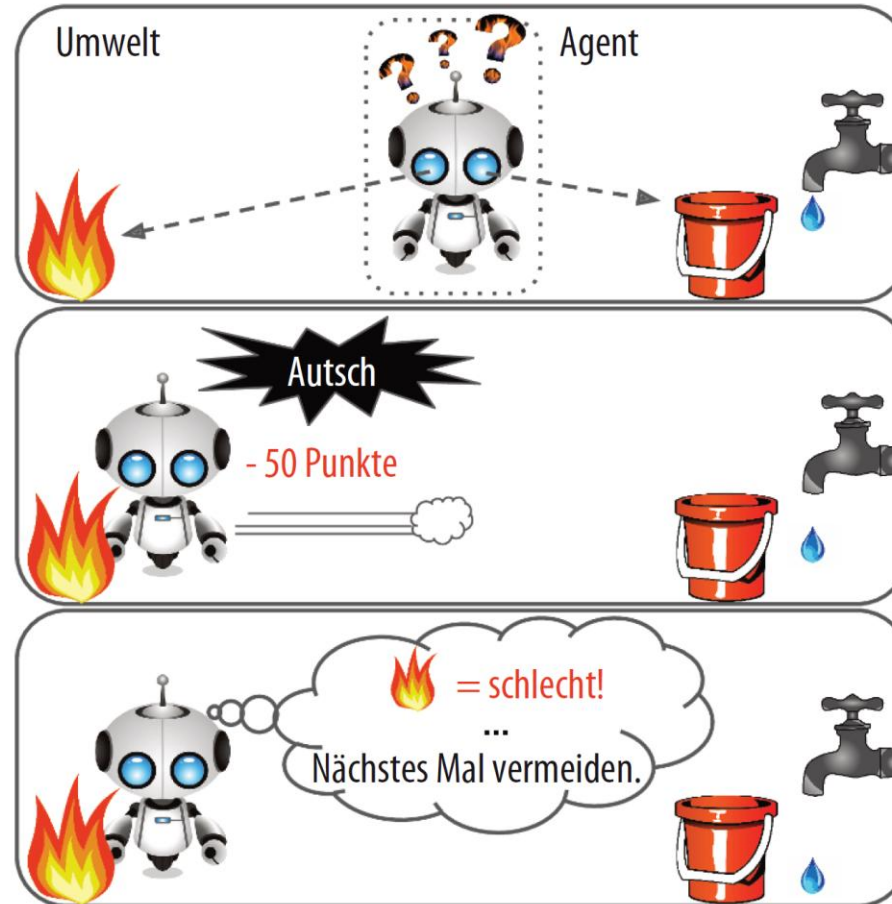 Umwelt
???
Agent
Autsch
- 50 Punkte
= schlecht!
...
Nächstes Mal vermeiden.